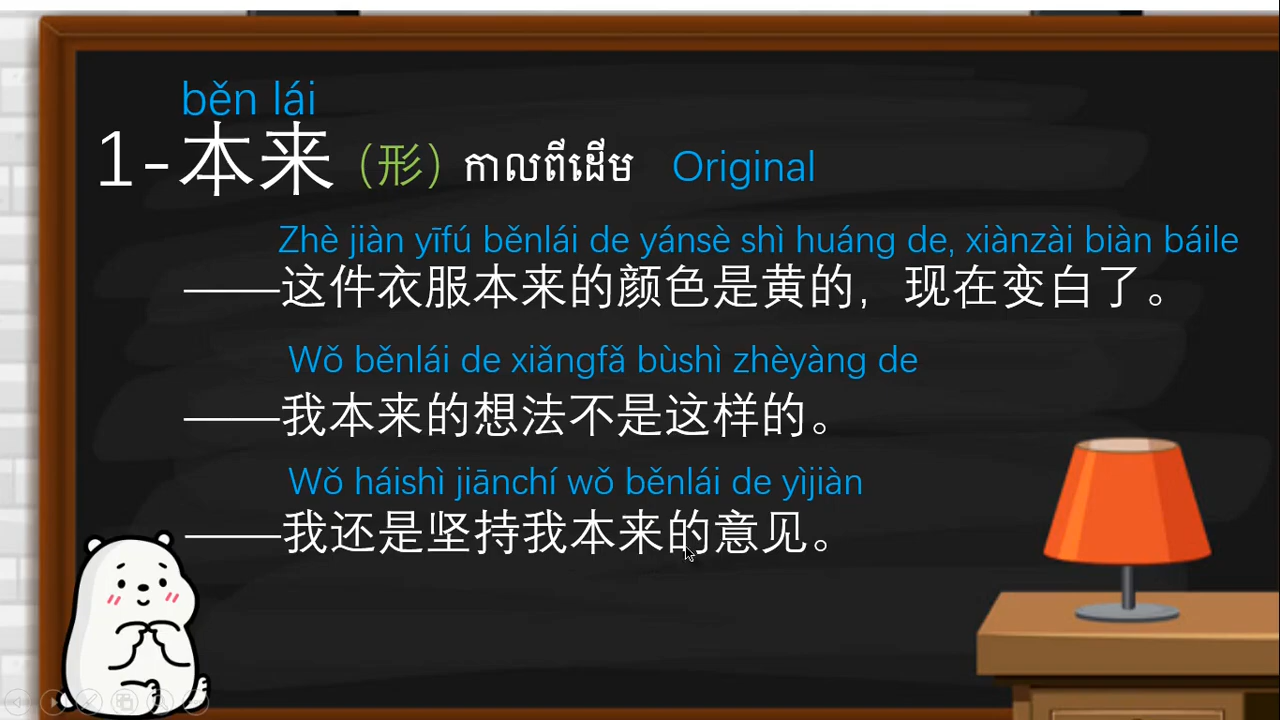 běn lái
1-本来（形）កាលពីដើម Original
Zhè jiàn yīfú běnlái de yánsè shì huáng de, xiànzài biàn báile
——这件衣服本来的颜色是黄的，现在变白了。
Wǒ běnlái de xiǎngfǎ bùshì zhèyàng de
——我本来的想法不是这样的。
Wǒ háishì jiānchí wǒ běnlái de yìjiàn
——我还是坚持我本来的意见。